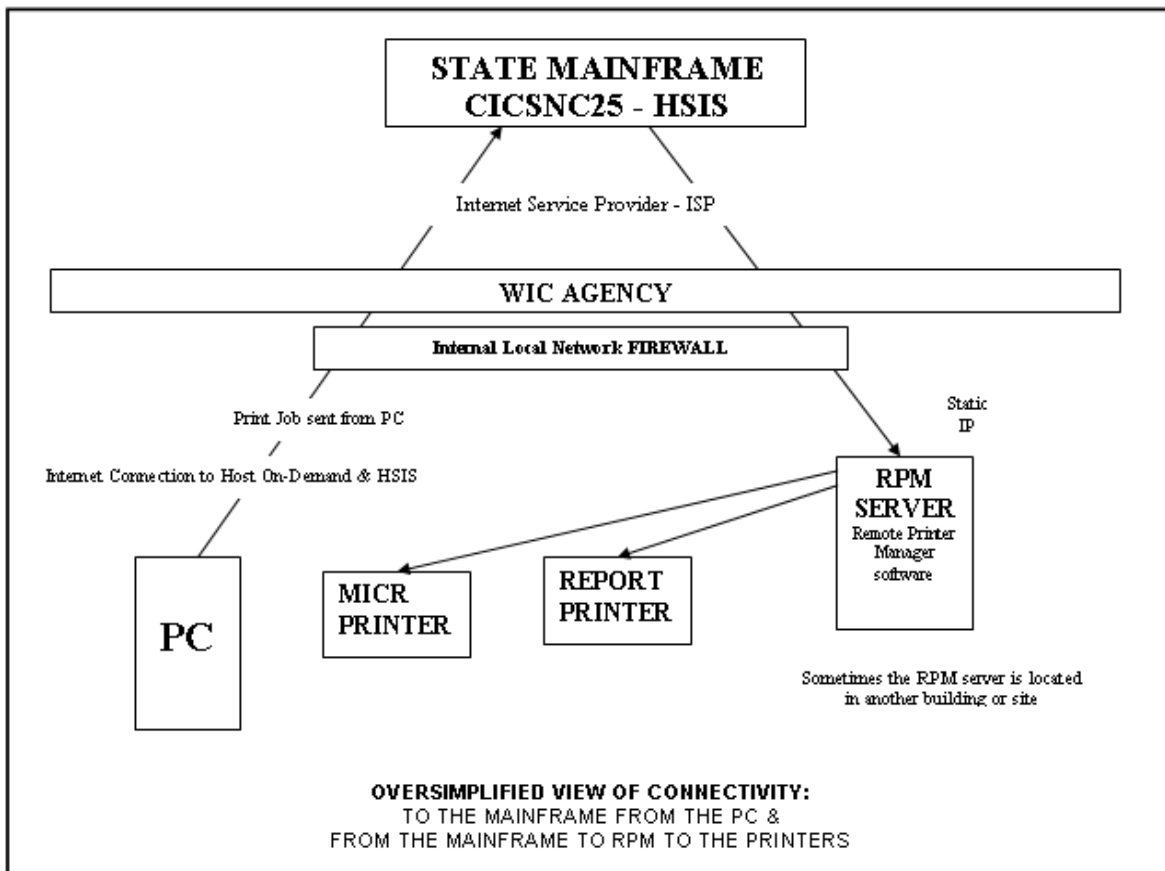 STATE MAINFRAME
CICSNC25 - HSIS
Internet Service Provider - ISP
WIC AGENCY
Internal Local Network FIREWALL
Print Job sent from PC
Static
IP
Internet Connection to Host On-Demand & HSIS
RPM
SERVER
Remote Printer
Manager
software
PC
MICR
PRINTER
REPORT
PRINTER
Sometimes the RPM server is located
in another building or site
OVERSIMPLIFIED VIEW OF CONNECTIVITY:
TO THE MAINFRAME FROM THE PC &
FROM THE MAINFRAME TO RPM TO THE PRINTERS